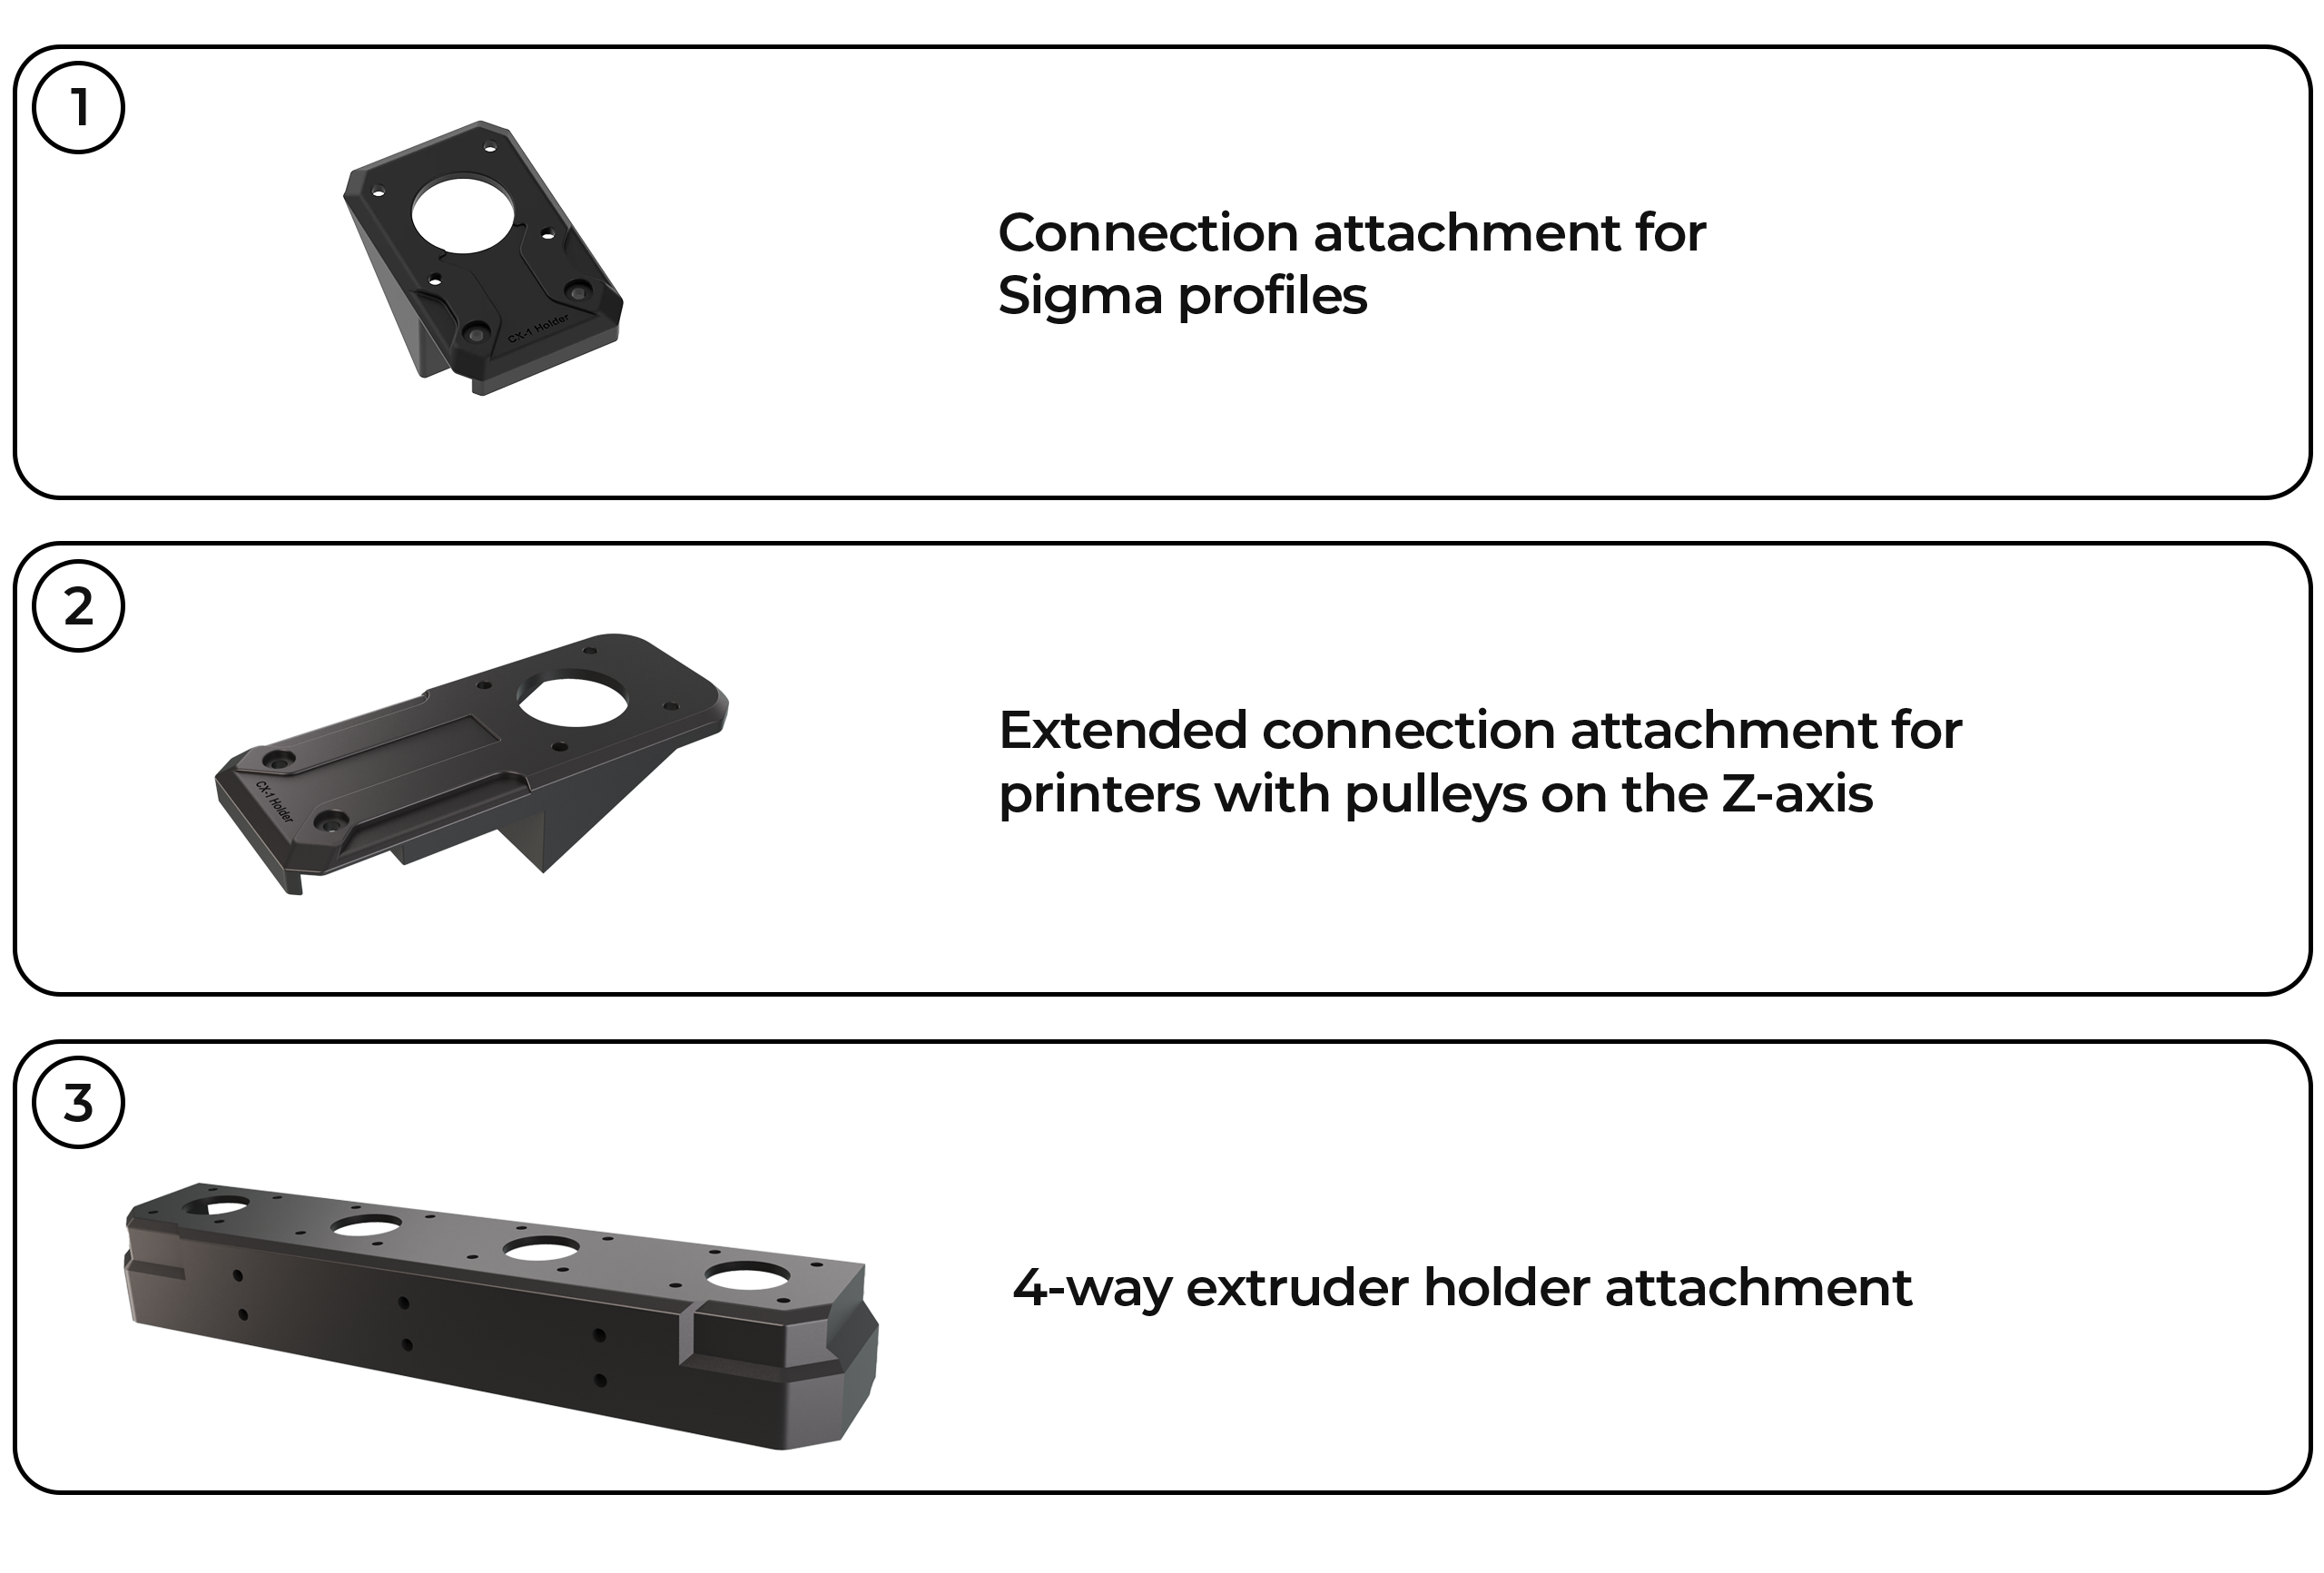 1
CX-1 Holder
Connection attachment for
Sigma profiles
2
CX-1 Holder
Extended connection attachment for
printers with pulleys on the Z-axis
3
4-way extruder holder attachment